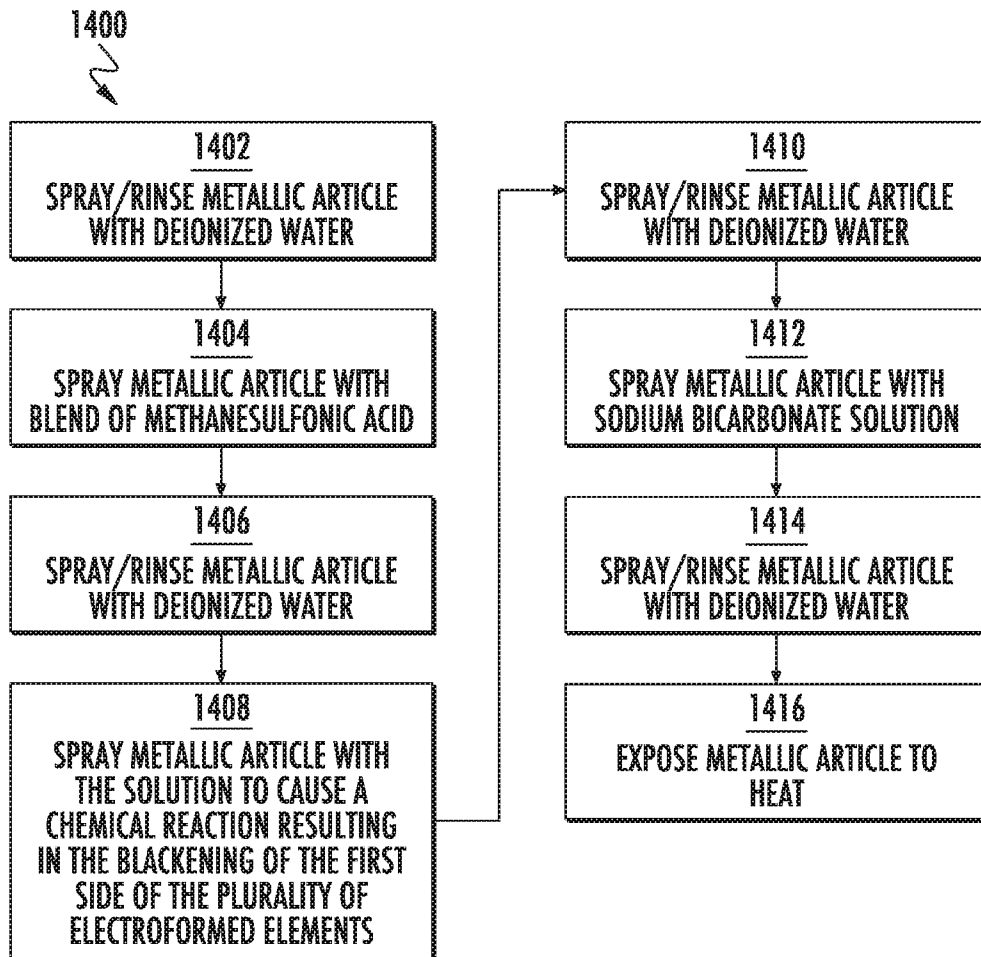 1400
1402
SPRAY/RINSE METALLIC ARTICLE
WITH DEIONIZED WATER
1404
SPRAY METALLIC ARTICLE WITH
BLEND OF METHANESULFONIC ACID
1406
SPRAY/RINSE METALLIC ARTICLE
WITH DEIONIZED WATER
1408
SPRAY METALLIC ARTICLE WITH
THE SOLUTION TO CAUSE A
CHEMICAL REACTION RESULTING
IN THE BLACKENING OF THE FIRST
SIDE OF THE PLURALITY OF
ELECTROFORMED ELEMENTS
1410
SPRAY/RINSE METALLIC ARTICLE
WITH DEIONIZED WATER
1412
SPRAY METALLIC ARTICLE WITH
SODIUM BICARBONATE SOLUTION
1414
SPRAY/RINSE METALLIC ARTICLE
WITH DEIONIZED WATER
1416
EXPOSE METALLIC ARTICLE TO
HEAT